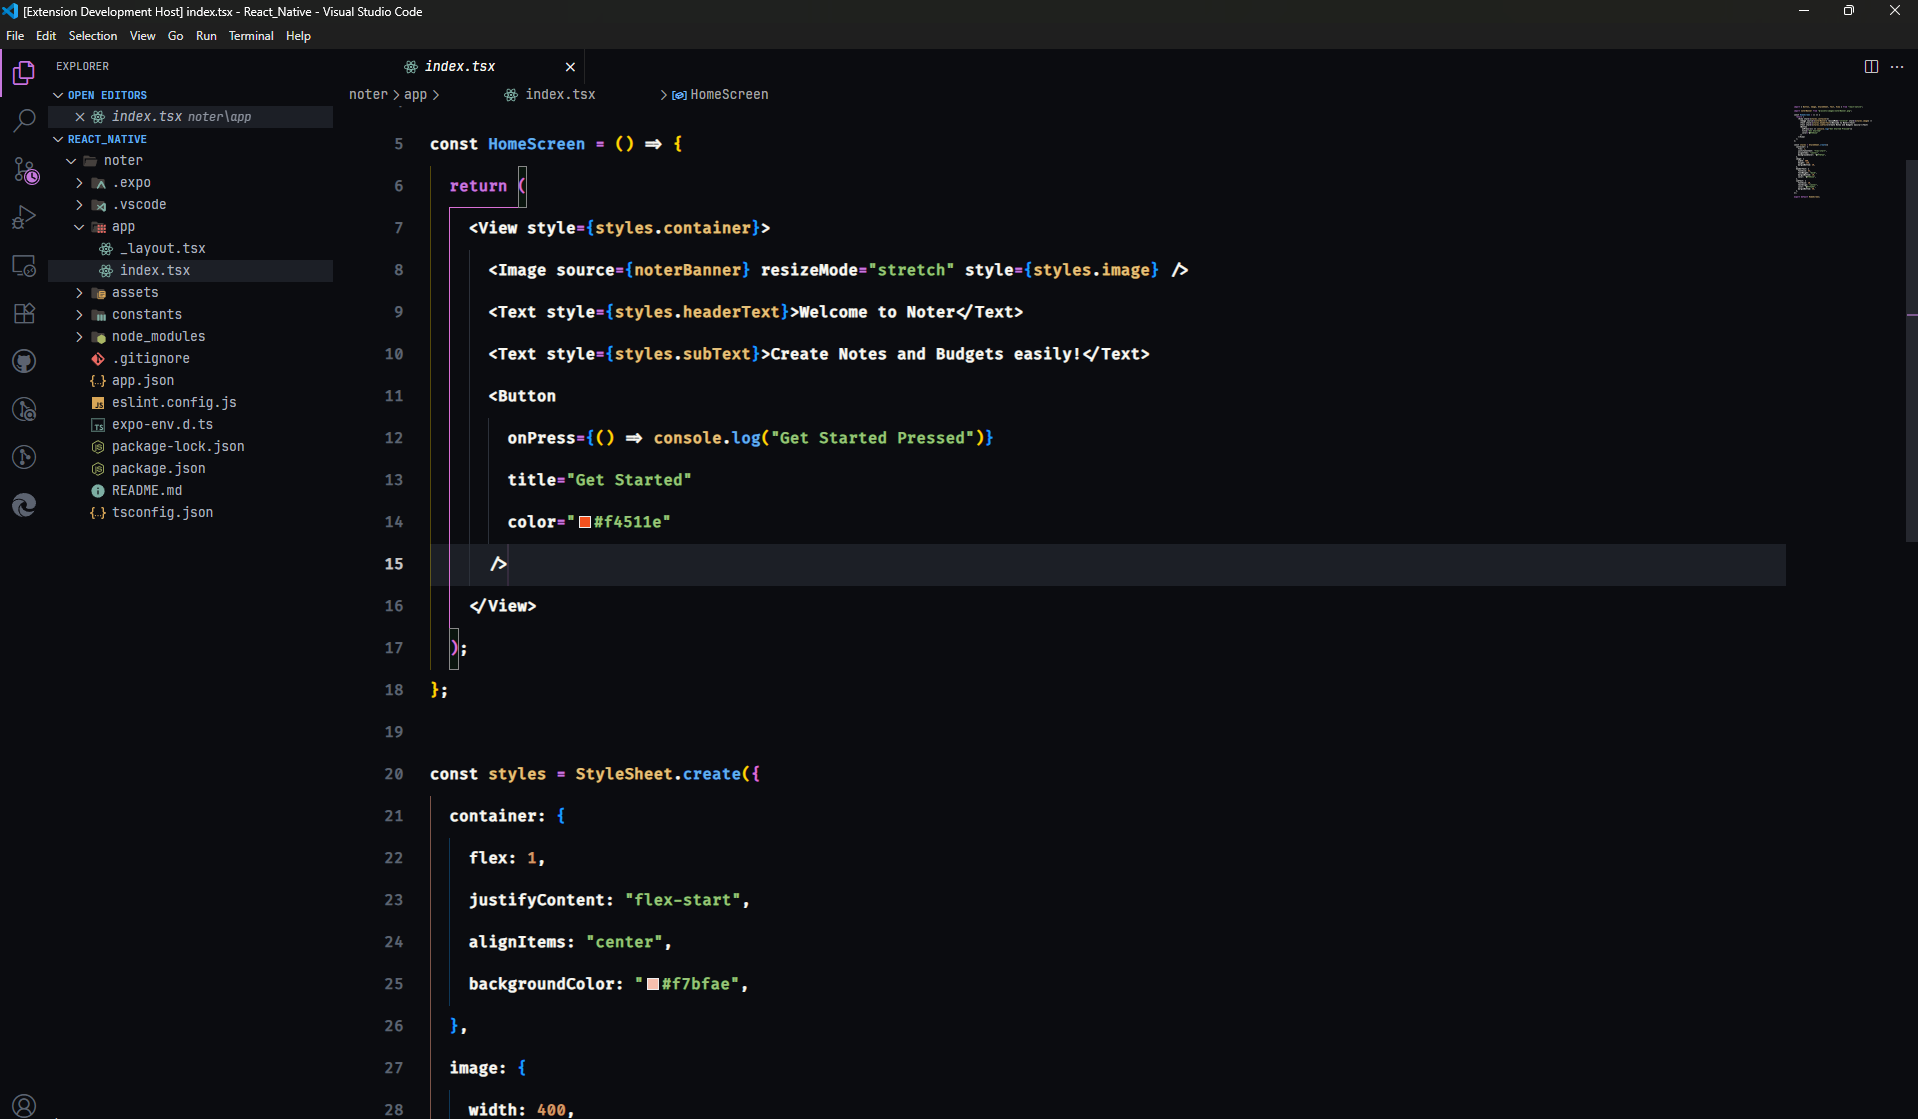 [Extension Development Host] index.tsx - React_Native - Visual Studio Code
File Edit Selection View Go Run Terminal Help
EXPLORER
OPEN EDITORS
index.tsx noter\app
REACT_NATIVE
noter
.expo
.vscode
app
_layout.tsx
index.tsx
assets
constants
node_modules
.gitignore
app.json
eslint.config.js
expo-env.d.ts
package-lock.json
package.json
README.md
tsconfig.json
index.tsx
noter > app > index.tsx > HomeScreen
5 const HomeScreen = () => {
6 return (
7 <View style={styles.container}>
8 <Image source={noterBanner} resizeMode="stretch" style={styles.image} />
9 <Text style={styles.headerText}>Welcome to Noter</Text>
10 <Text style={styles.subText}>Create Notes and Budgets easily!</Text>
11 <Button
12 onPress={() => console.log("Get Started Pressed")}
13 title="Get Started"
14 color="#f4511e"
15 />
16 </View>
17 );
18 };
19
20 const styles = StyleSheet.create({
21 container: {
22 flex: 1,
23 justifyContent: "flex-start",
24 alignItems: "center",
25 backgroundColor: "#f7bfae",
26 },
27 image: {
28 width: 400,